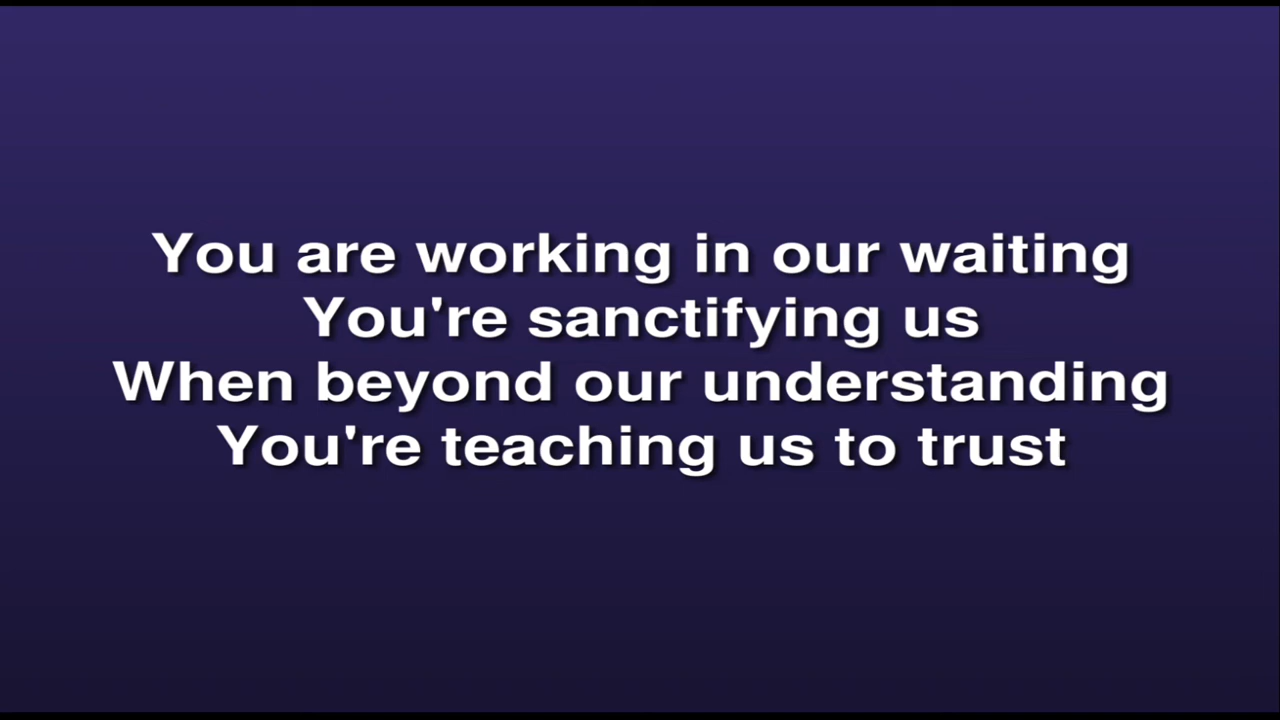 You are working in our waiting
You're sanctifying us
When beyond our understanding
You're teaching us to trust